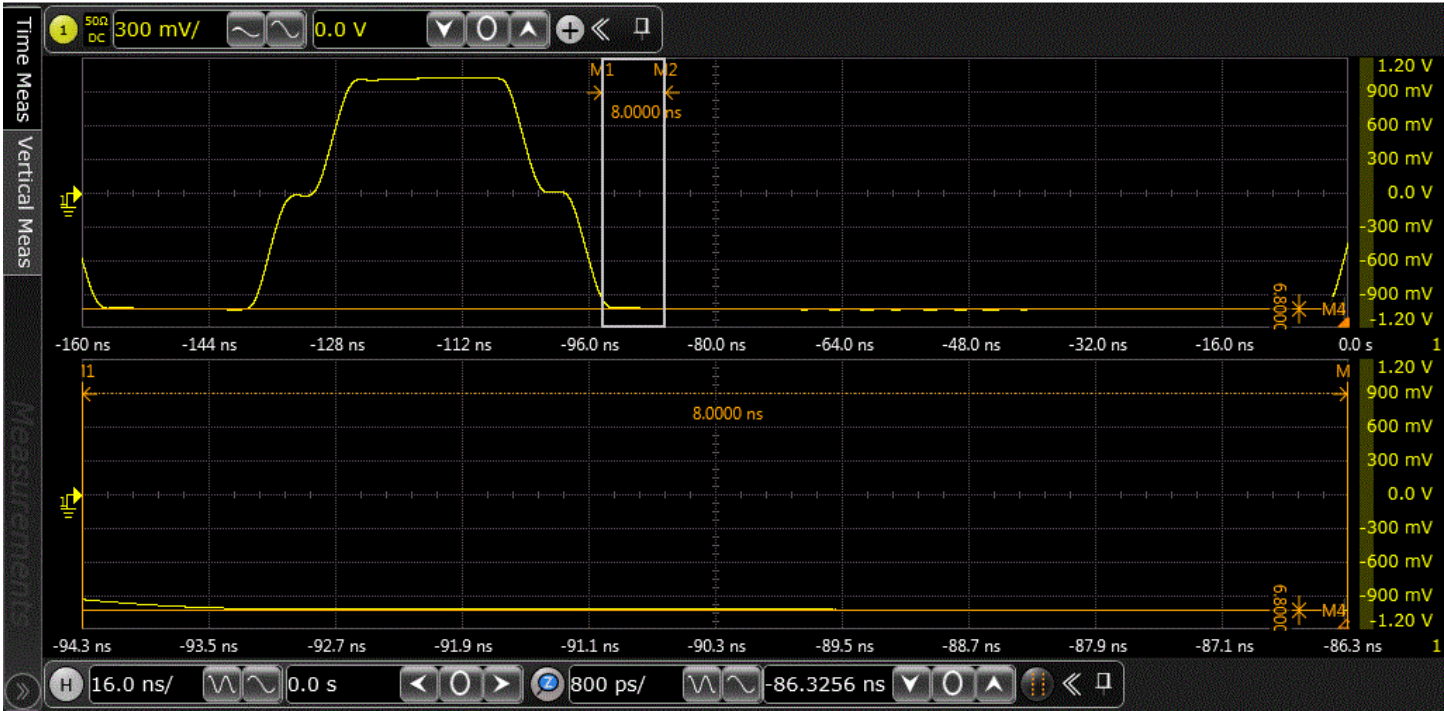 Time Meas
Vertical Meas
Measurements
1 50Ω DC 300 mV/ 0.0 V
M1 M2
8.0000 ns
1.20 V
900 mV
600 mV
300 mV
0.0 V
-300 mV
-600 mV
-900 mV
-1.20 V
1
6.8000
M4
-160 ns -144 ns -128 ns -112 ns -96.0 ns -80.0 ns -64.0 ns -48.0 ns -32.0 ns -16.0 ns 0.0 s 1
M
8.0000 ns
1.20 V
900 mV
600 mV
300 mV
0.0 V
-300 mV
-600 mV
-900 mV
-1.20 V
1
6.8000
M4
-94.3 ns -93.5 ns -92.7 ns -91.9 ns -91.1 ns -90.3 ns -89.5 ns -88.7 ns -87.9 ns -87.1 ns -86.3 ns 1
H 16.0 ns/ 0.0 s Z 800 ps/ -86.3256 ns